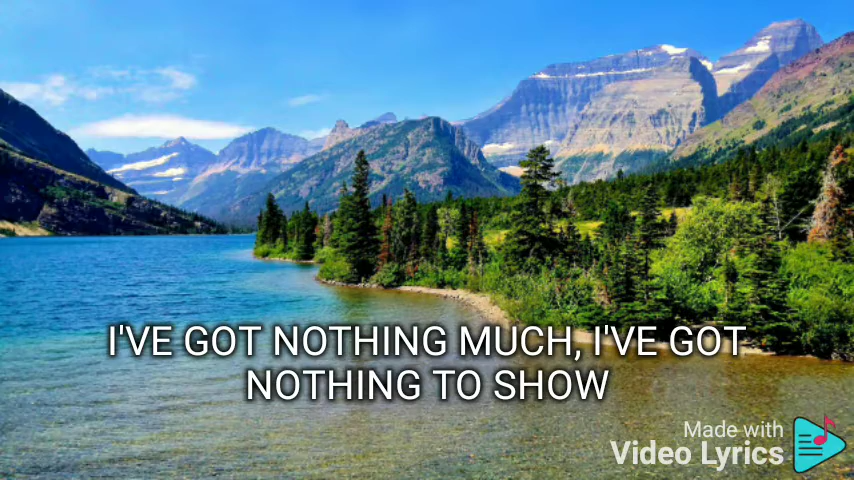 I'VE GOT NOTHING MUCH, I'VE GOT
NOTHING TO SHOW
Made with
Video Lyrics